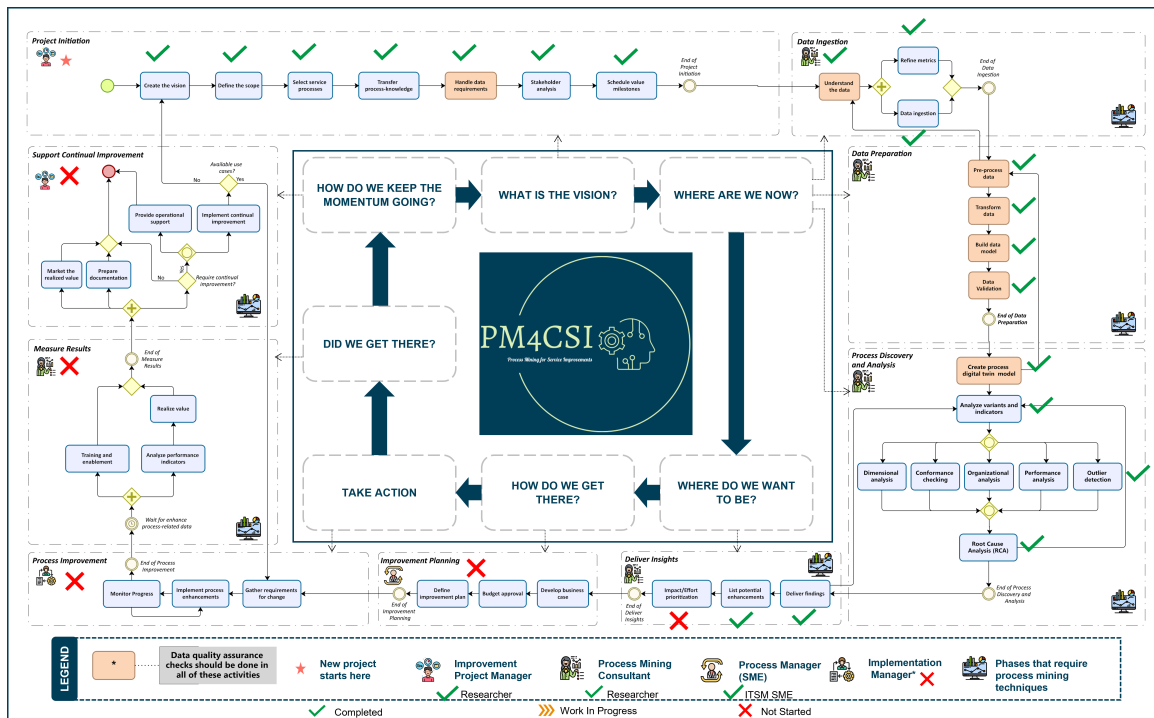 Project Initiation
Create the vision
Define the scope
Select service
processes
Transfer
process-knowledge
Handle data
requirements
Stakeholder
analysis
Schedule value
milestones
End of
Project
Initiation
Data Ingestion
Understand
the data
Refine metrics
Data ingestion
End of
Data
Ingestion
Support Continual Improvement
Available use
cases?
No
Yes
Provide operational
support
Implement continual
improvement
Market the
realized value
Prepare
documentation
No
Yes
Require continual
improvement?
HOW DO WE KEEP THE
MOMENTUM GOING?
WHAT IS THE VISION?
WHERE ARE WE NOW?
Data Preparation
Pre-process
data
Transform
data
Build data
model
Data
Validation
End of Data
Preparation
DID WE GET THERE?
PM4CSI
Process Mining for Service Improvements
Measure Results
End of
Measure
Results
Realize value
Training and
enablement
Analyze performance
indicators
Wait for enhance
process-related data
Process Discovery
and Analysis
Create process
digital twin model
Analyze variants and
indicators
Dimensional
analysis
Conformance
checking
Organizational
analysis
Performance
analysis
Outlier
detection
Root Cause
Analysis (RCA)
End of Process
Discovery and
Analysis
TAKE ACTION
HOW DO WE GET
THERE?
WHERE DO WE WANT
TO BE?
Process Improvement
End of Process
Improvement
Monitor Progress
Implement process
enhancements
Gather requirements
for change
Improvement Planning
End of
Improvement
Planning
Define
improvement plan
Budget approval
Develop business
case
Deliver Insights
End of
Deliver
Insights
Impact/Effort
prioritization
List potential
enhancements
Deliver findings
LEGEND
*
Data quality assurance
checks should be done in
all of these activities
New project
starts here
Improvement
Project Manager
Researcher
Process Mining
Consultant
Researcher
Process Manager
(SME)
ITSM SME
Implementation
Manager*
Phases that require
process mining
techniques
Completed
Work In Progress
Not Started